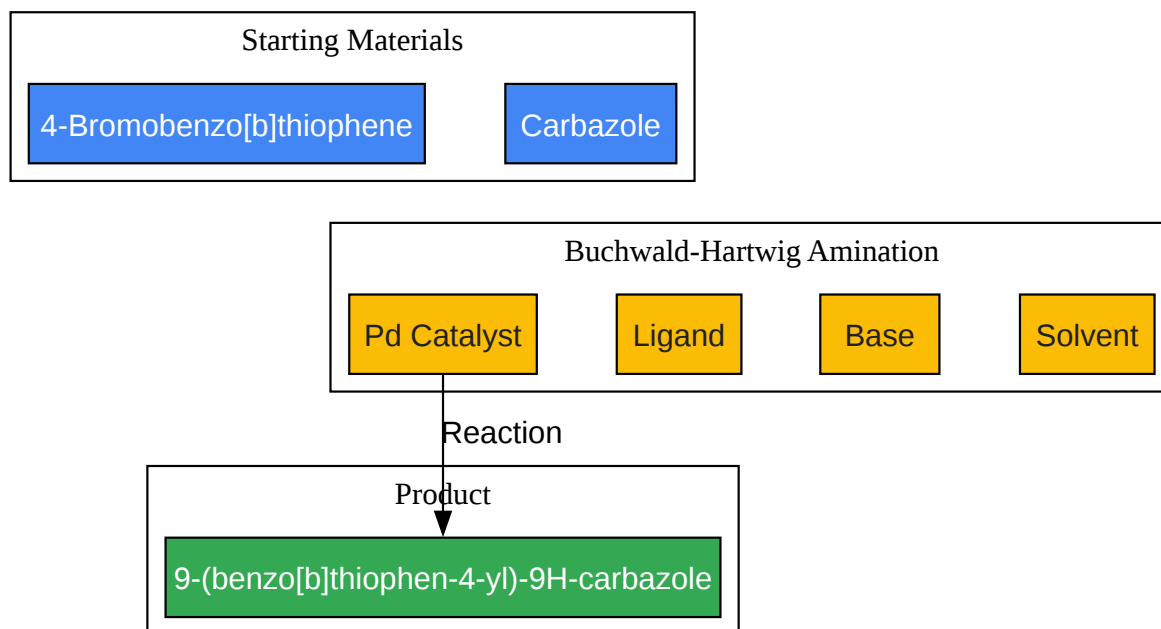 Starting Materials
4-Bromobenzo[b]thiophene
Carbazole
Buchwald-Hartwig Amination
Pd Catalyst
Ligand
Base
Solvent
Reaction
Product
9-(benzo[b]thiophen-4-yl)-9H-carbazole